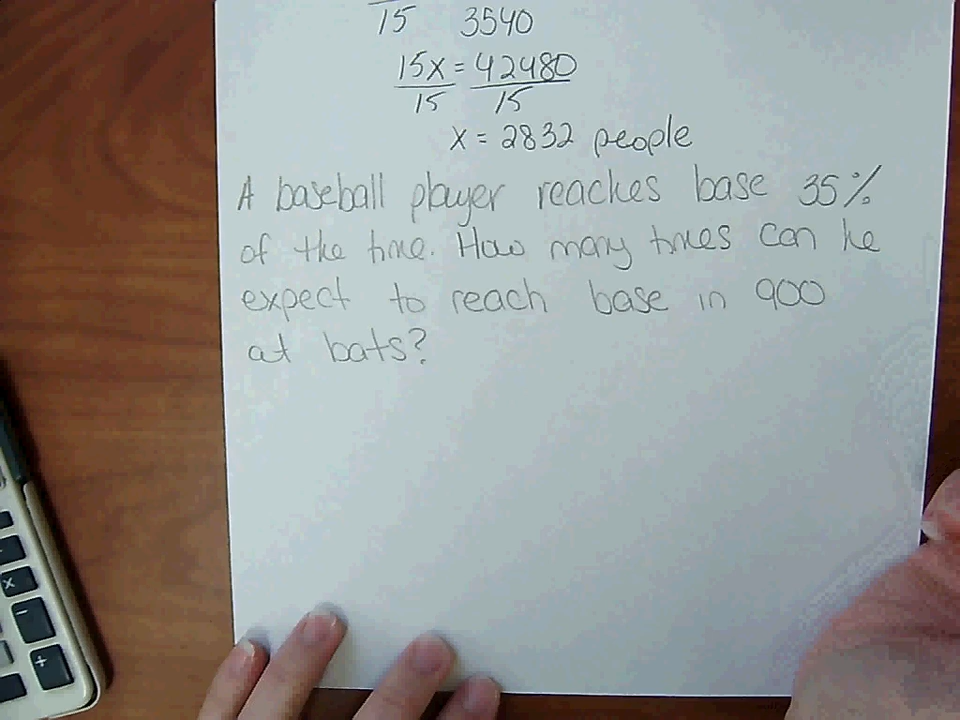 15 3540
15x = 42480
15 15
x = 2832 people
A baseball player reaches base 35%
of the time. How many times can he
expect to reach base in 900
at bats?
x
-
+